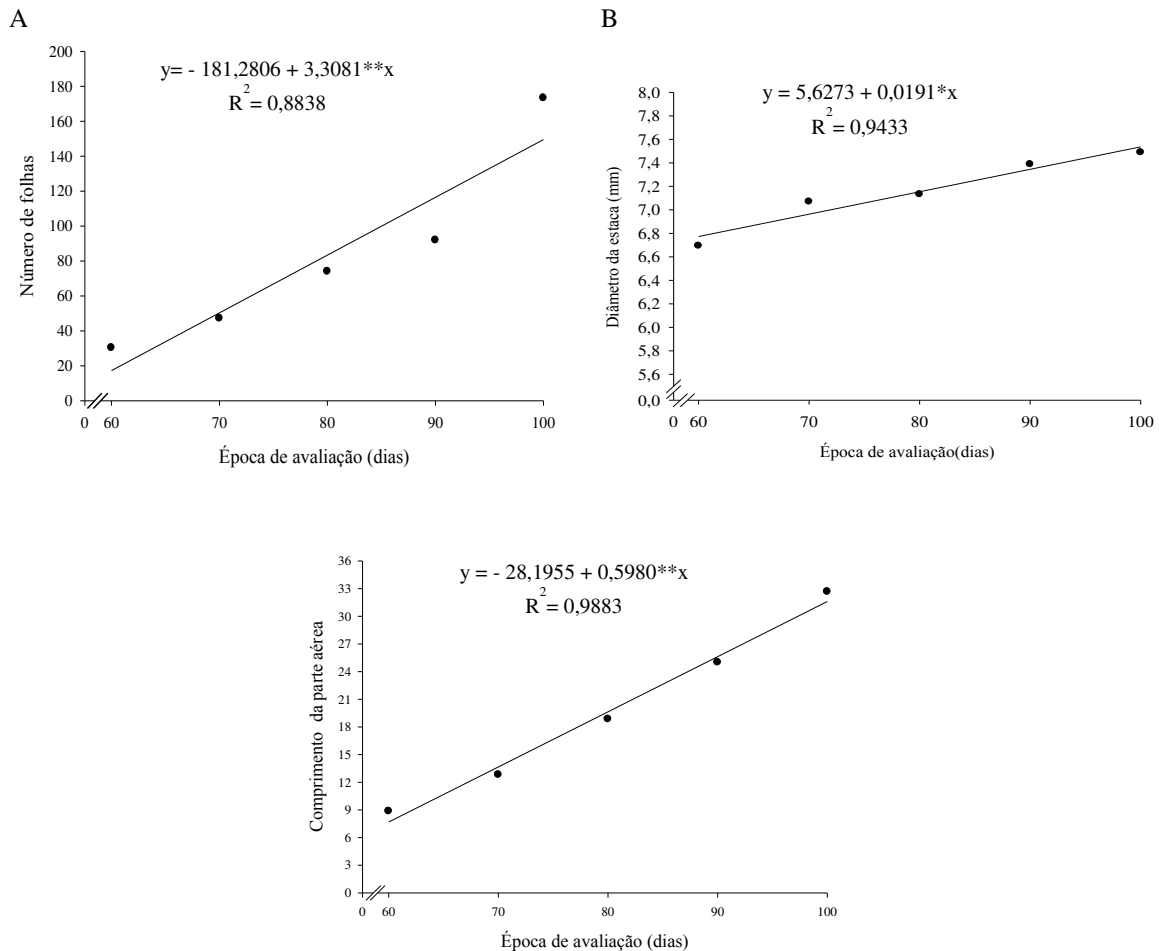 A
y= - 181,2806 + 3,3081**x
R2 = 0,8838
Número de folhas
200
180
160
140
120
100
80
60
40
20
0
0 60 70 80 90 100
Época de avaliação (dias)
B
y = 5,6273 + 0,0191*x
R2 = 0,9433
Diâmetro da estaca (mm)
8,0
7,8
7,6
7,4
7,2
7,0
6,8
6,6
6,4
6,2
6,0
5,8
5,6
0,0
0 60 70 80 90 100
Época de avaliação(dias)
y = - 28,1955 + 0,5980**x
R2 = 0,9883
Comprimento da parte aérea
36
33
30
27
24
21
18
15
12
9
6
3
0
0 60 70 80 90 100
Época de avaliação (dias)